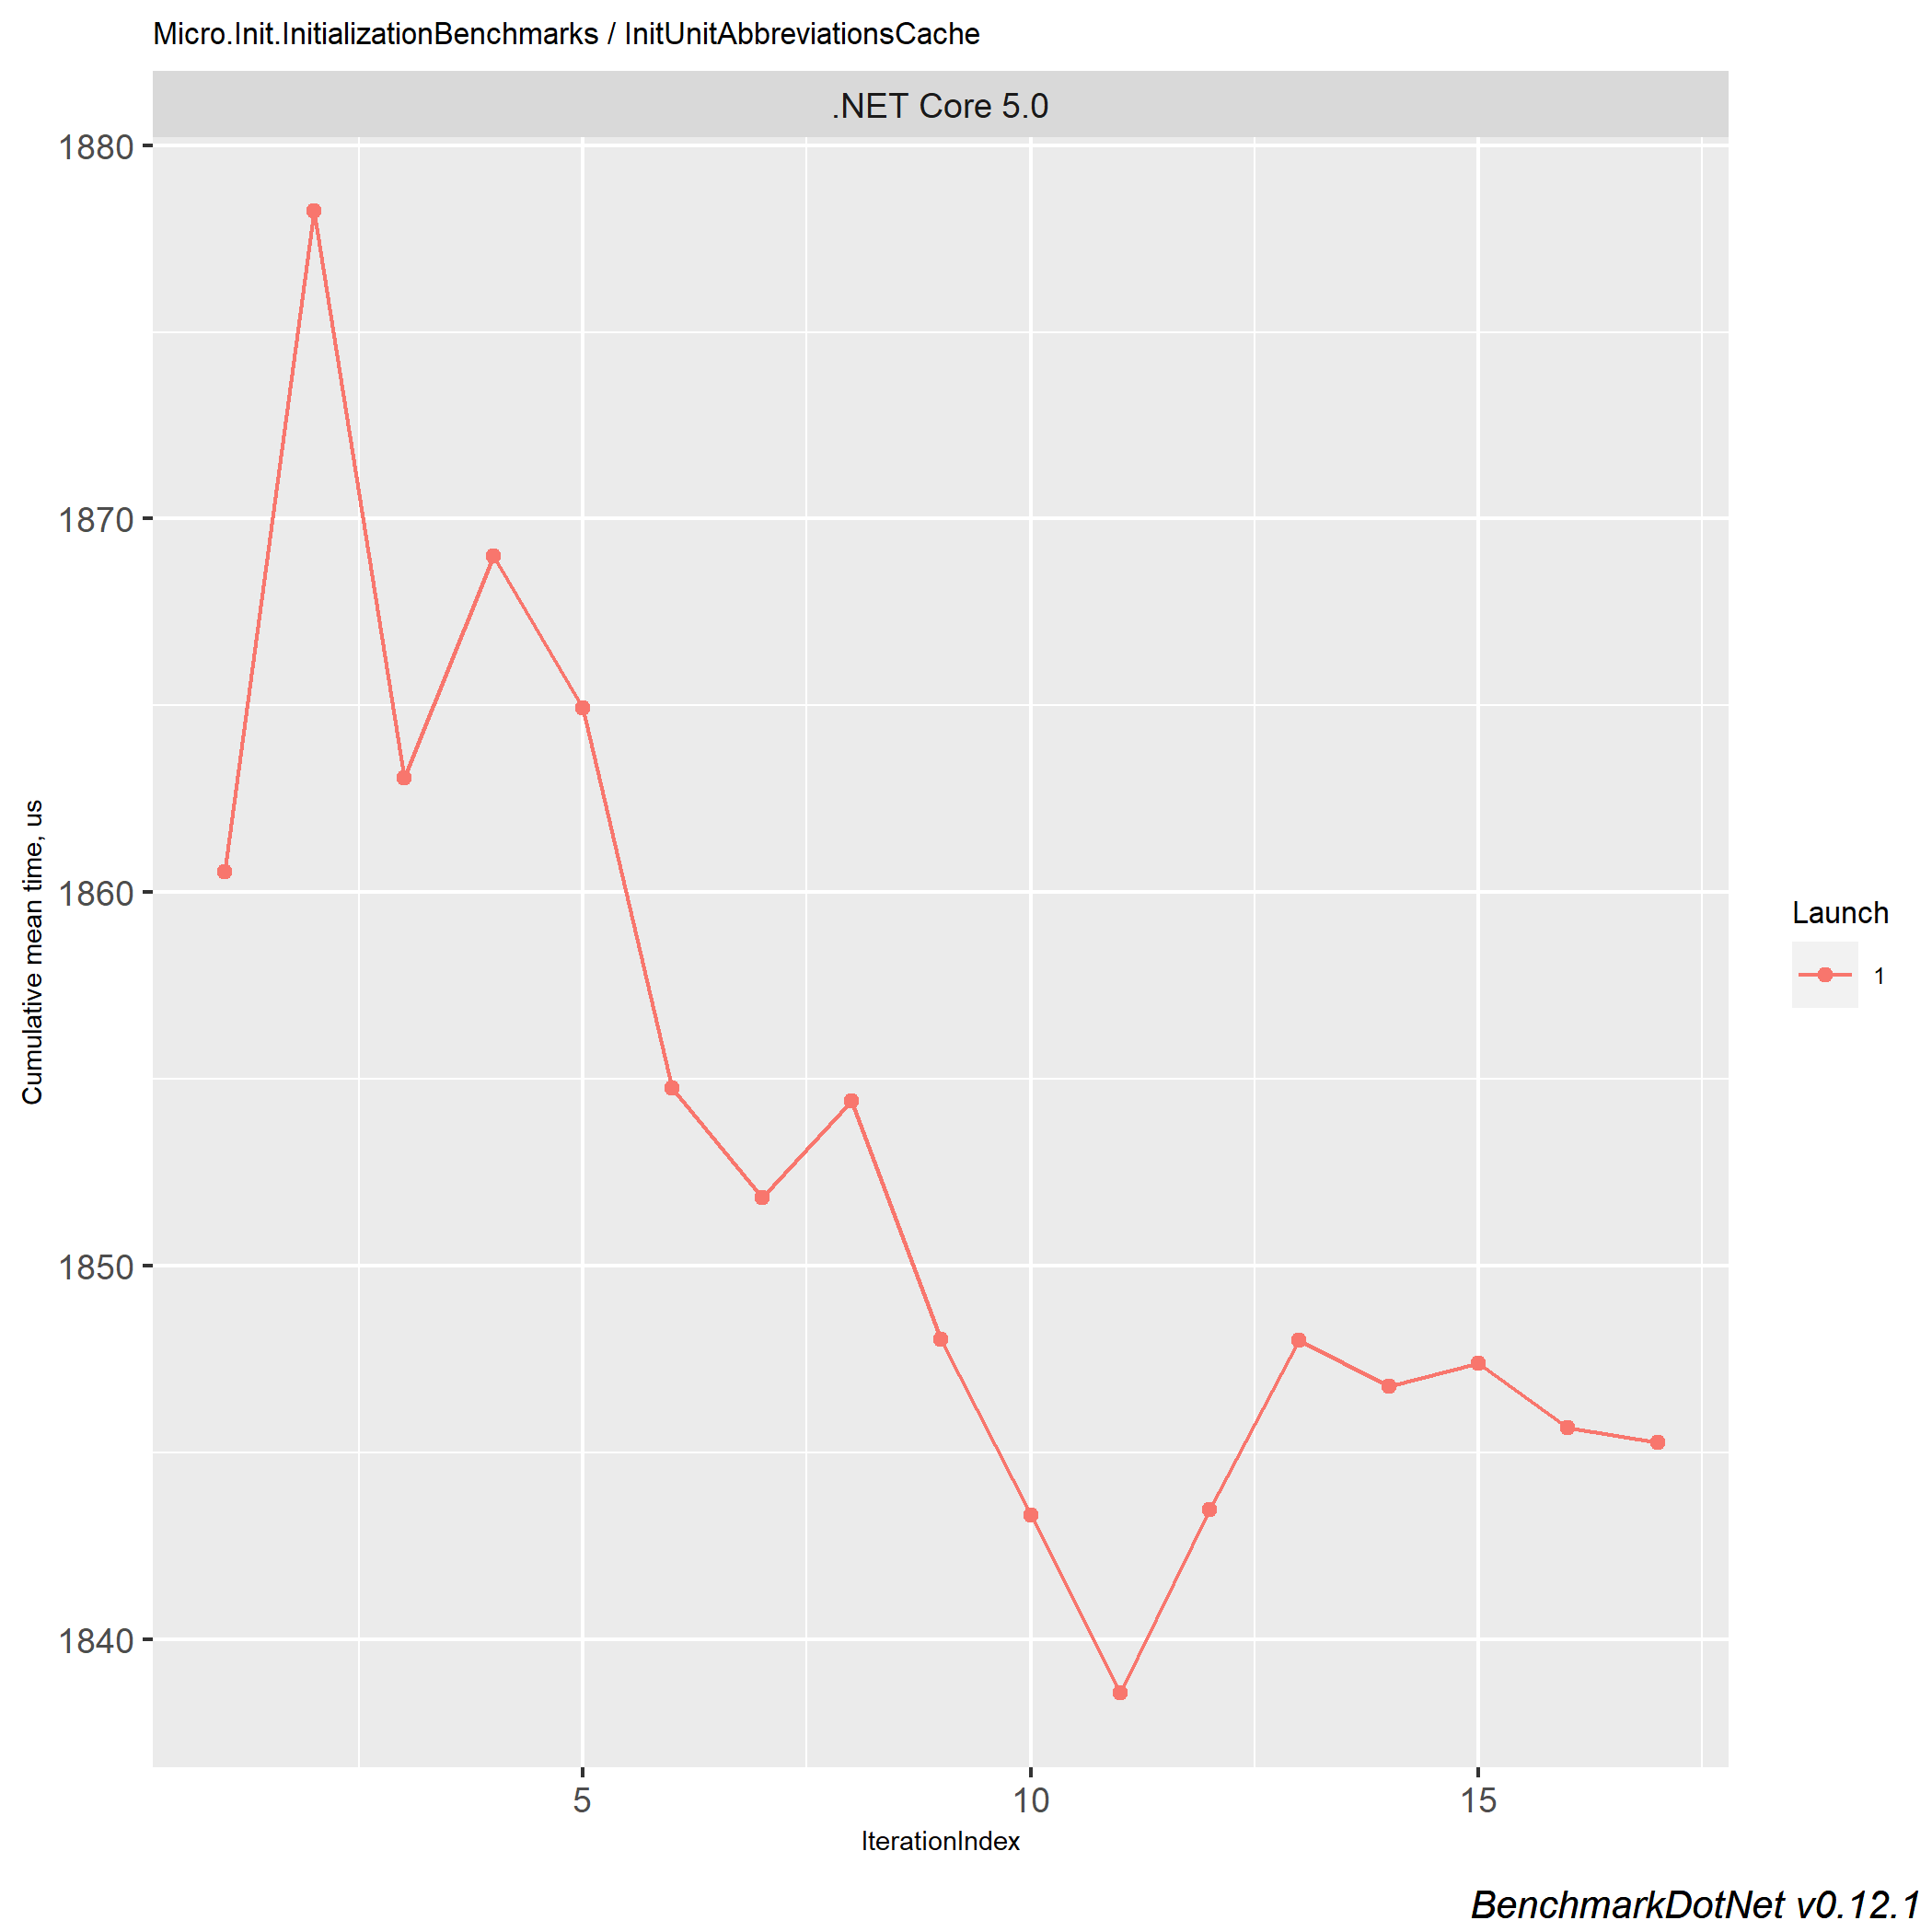 Micro.Init.InitializationBenchmarks / InitUnitAbbreviationsCache
.NET Core 5.0
1880
1870
1860
1850
1840
Cumulative mean time, us
5
10
15
IterationIndex
Launch
1
BenchmarkDotNet v0.12.1